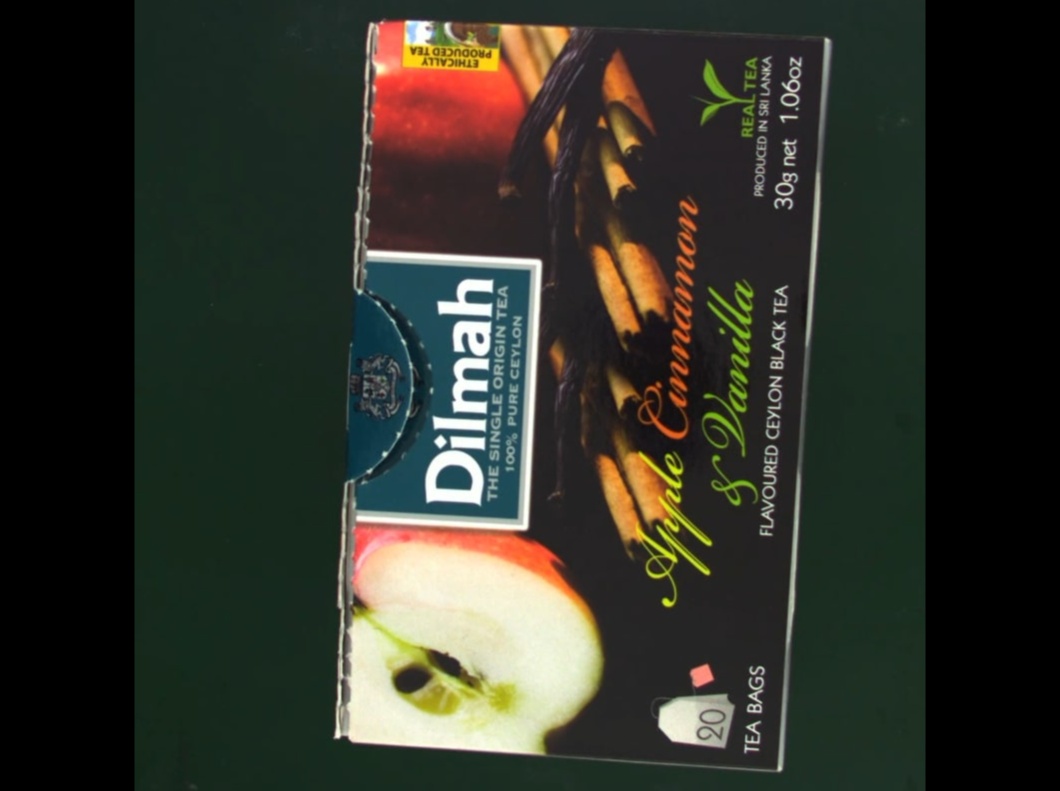 Dilmah
THE SINGLE ORIGIN TEA
100% PURE CEYLON
ETHICALLY
PRODUCED TEA
Apple Cinnamon
& Vanilla
FLAVOURED CEYLON BLACK TEA
20
TEA BAGS
REAL TEA
PRODUCED IN SRI LANKA
30g net 1.06oz